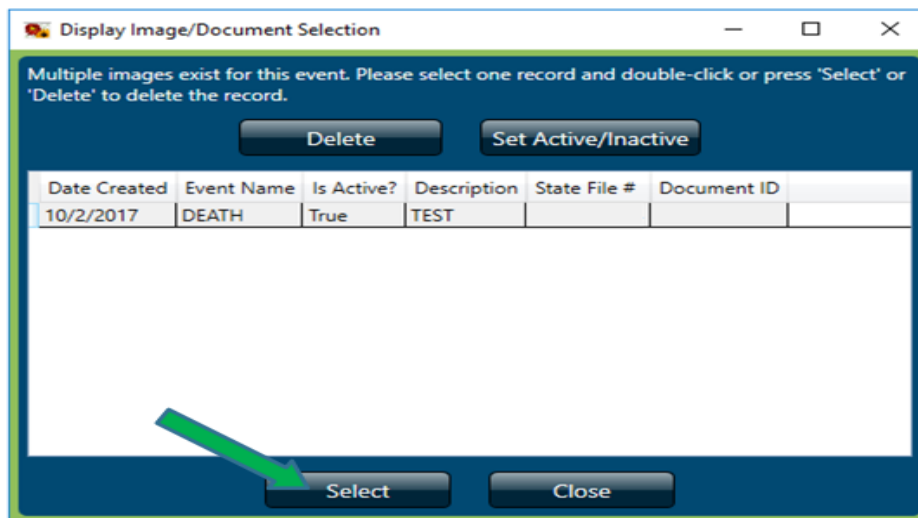 Display Image/Document Selection
Multiple images exist for this event. Please select one record and double-click or press 'Select' or
'Delete' to delete the record.
Delete Set Active/Inactive
Date Created Event Name Is Active? Description State File # Document ID
10/2/2017 DEATH True TEST
Select Close